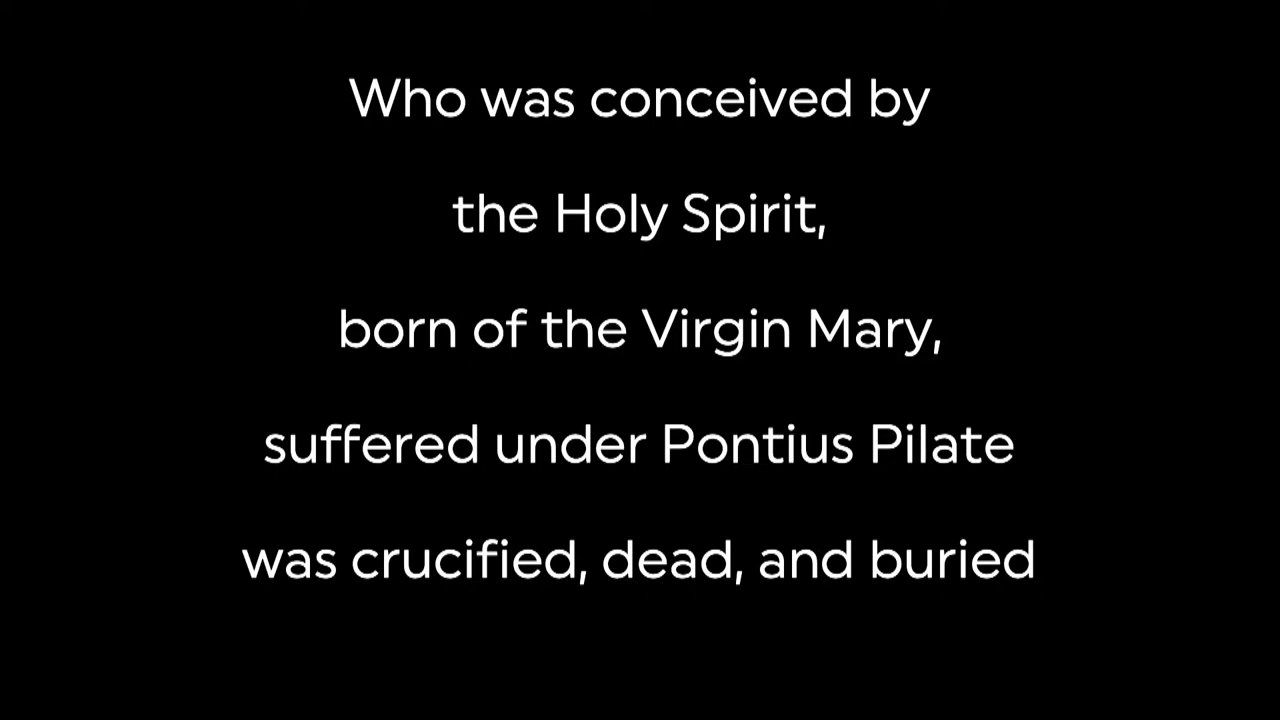 Who was conceived by
the Holy Spirit,
born of the Virgin Mary,
suffered under Pontius Pilate
was crucified, dead, and buried